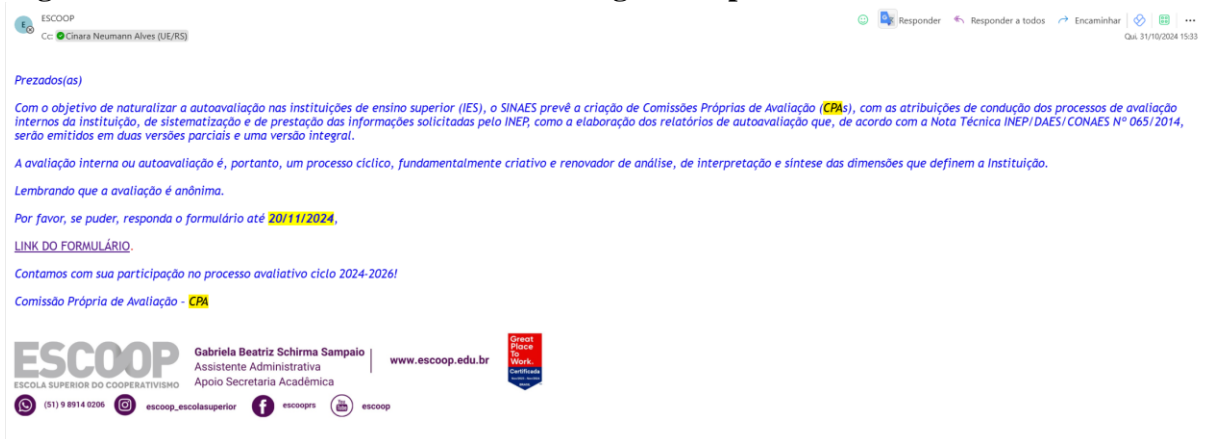 ESCOOP
Cc: Cinara Neumann Alves (UE/RS)
Responder Responder a todos Encaminhar
Qui, 31/10/2024 15:33
Prezados(as)
Com o objetivo de naturalizar a autoavaliação nas instituições de ensino superior (IES), o SINAES prevê a criação de Comissões Próprias de Avaliação (CPAs), com as atribuições de condução dos processos de avaliação
internos da instituição, de sistematização e de prestação das informações solicitadas pelo INEP, como a elaboração dos relatórios de autoavaliação que, de acordo com a Nota Técnica INEP/DAES/CONAES Nº 065/2014,
serão emitidos em duas versões parciais e uma versão integral.
A avaliação interna ou autoavaliação é, portanto, um processo cíclico, fundamentalmente criativo e renovador de análise, de interpretação e síntese das dimensões que definem a Instituição.
Lembrando que a avaliação é anônima.
Por favor, se puder, responda o formulário até 20/11/2024,
LINK DO FORMULÁRIO.
Contamos com sua participação no processo avaliativo ciclo 2024-2026!
Comissão Própria de Avaliação - CPA
ESCOOP
ESCOLA SUPERIOR DO COOPERATIVISMO
Gabriela Beatriz Schirma Sampaio
Assistente Administrativa
Apoio Secretaria Acadêmica
www.escoop.edu.br
Great
Place
To
Work.
Certificada
(51) 9 8914 0206 escoop_escolasuperior escooprs escoop